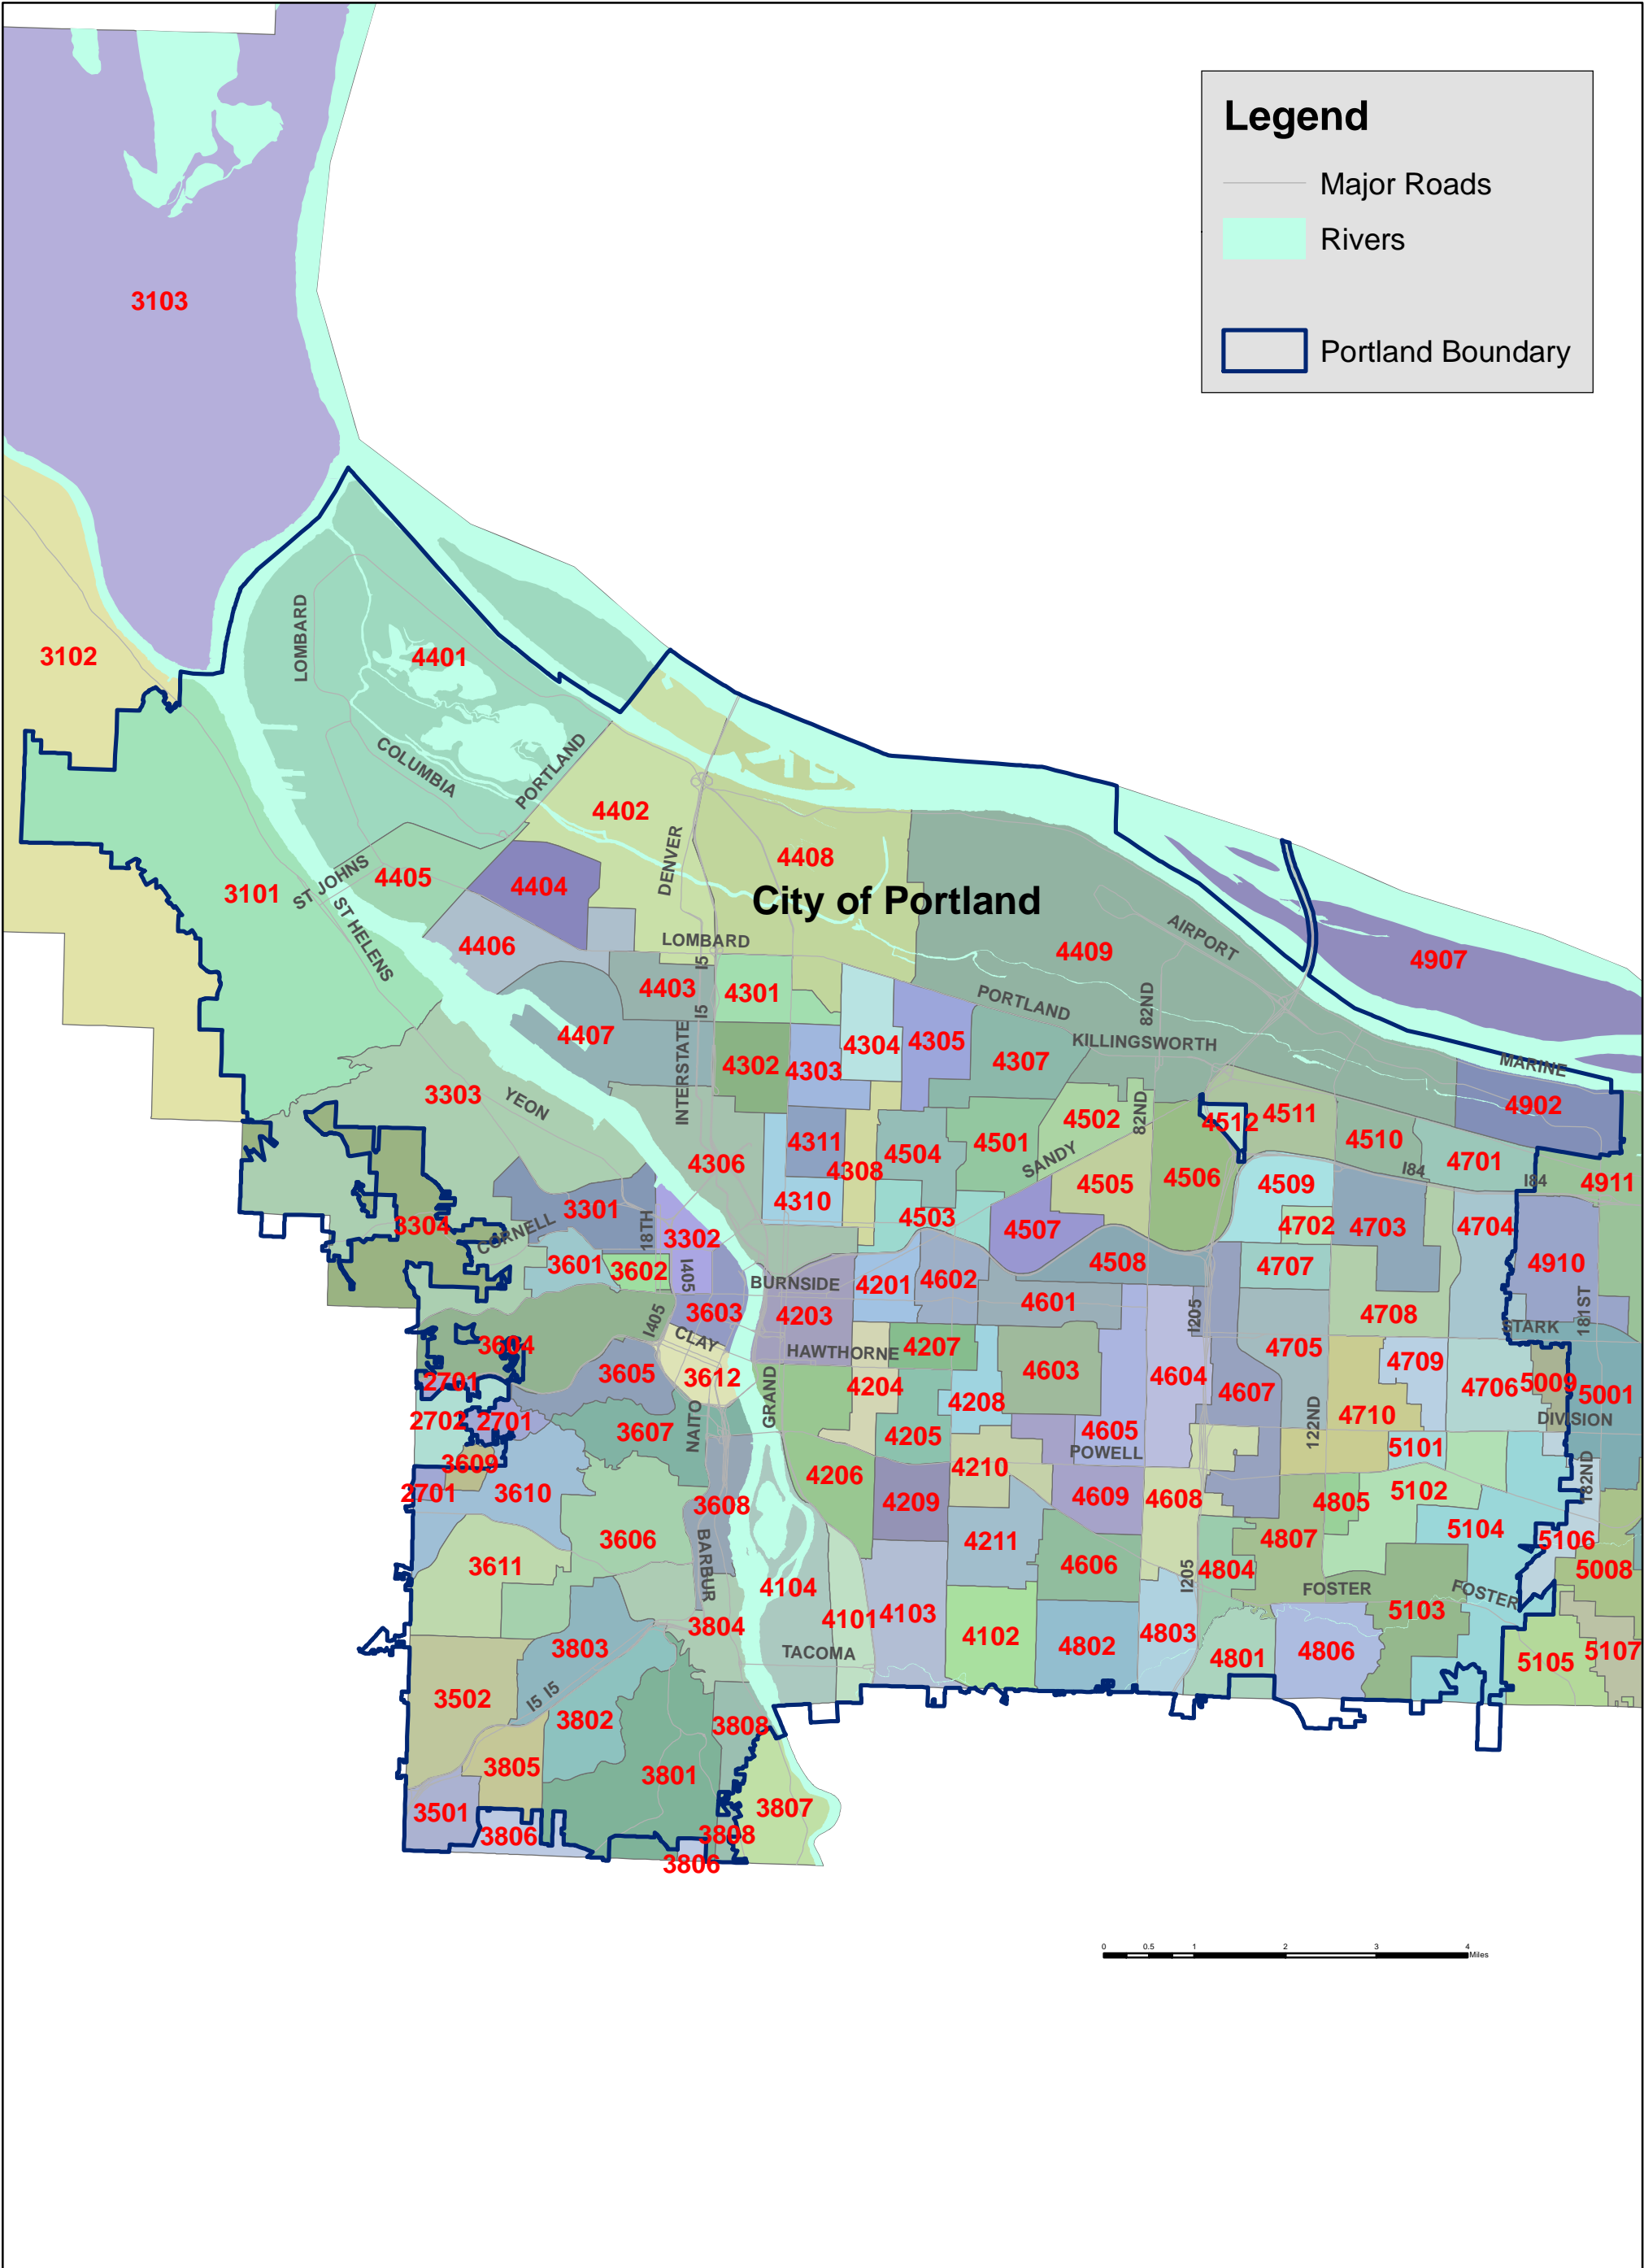 Legend
Major Roads
Rivers
Portland Boundary
3103
3102
LOMBARD
4401
COLUMBIA
PORTLAND
4402
DENVER
4408
3101
ST JOHNS
4405
4404
City of Portland
ST HELENS
4406
LOMBARD
I5
4409
AIRPORT
4907
4403
4301
I5
PORTLAND
82ND
4407
INTERSTATE
4302
4303
4304
4305
4307
KILLINGSWORTH
MARINE
3303
YEON
4502
82ND
4512
4511
4902
4311
4308
4504
4501
SANDY
4510
4306
4505
4506
I84
4701
I84
4911
4509
3301
4310
3304
CORNELL
18TH
3302
4503
4507
4702
4703
4704
3601
3602
I405
BURNSIDE
4201
4602
4508
4707
4910
3603
4203
4601
I205
4708
181ST
I405
CLAY
STARK
3604
HAWTHORNE
4207
4705
2701
3605
3612
4204
4603
4604
4607
4709
4706
5009
5001
2702
2701
3607
NAITO
GRAND
4208
4205
4605
122ND
4710
DIVISION
POWELL
5101
3609
4206
4210
2701
3610
3608
4209
4609
4608
4805
5102
182ND
3606
BARBUR
4211
4807
5104
5106
3611
4606
I205
4804
5008
4104
FOSTER
FOSTER
3804
4101
4103
4102
4802
4803
5103
3803
TACOMA
4801
4806
5105
5107
3502
I5
I5
3802
3808
3805
3801
3501
3806
3807
3808
3806
0 0.5 1 2 3 4
Miles